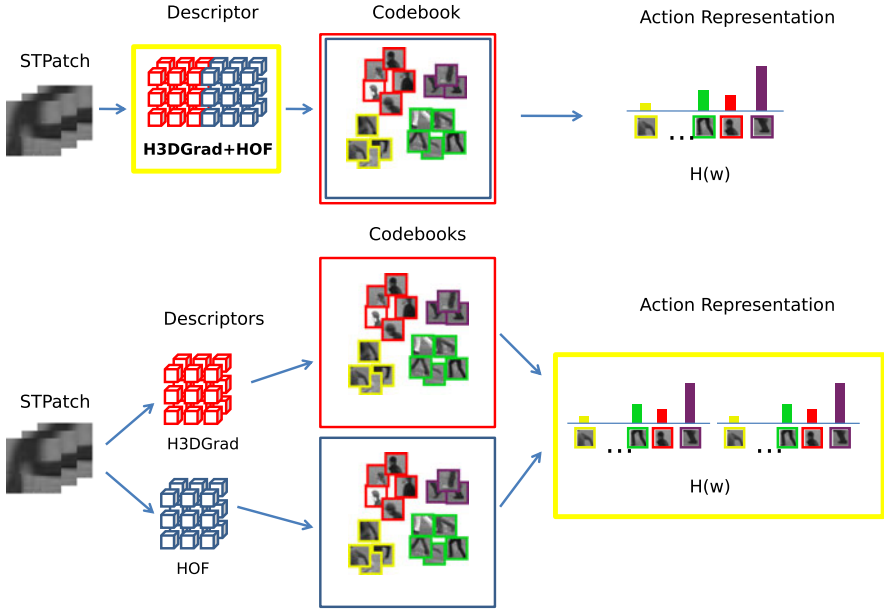 Descriptor
Codebook
Action Representation
STPatch
H3DGrad+HOF
...
H(w)
Codebooks
Descriptors
Action Representation
STPatch
H3DGrad
... ...
H(w)
HOF